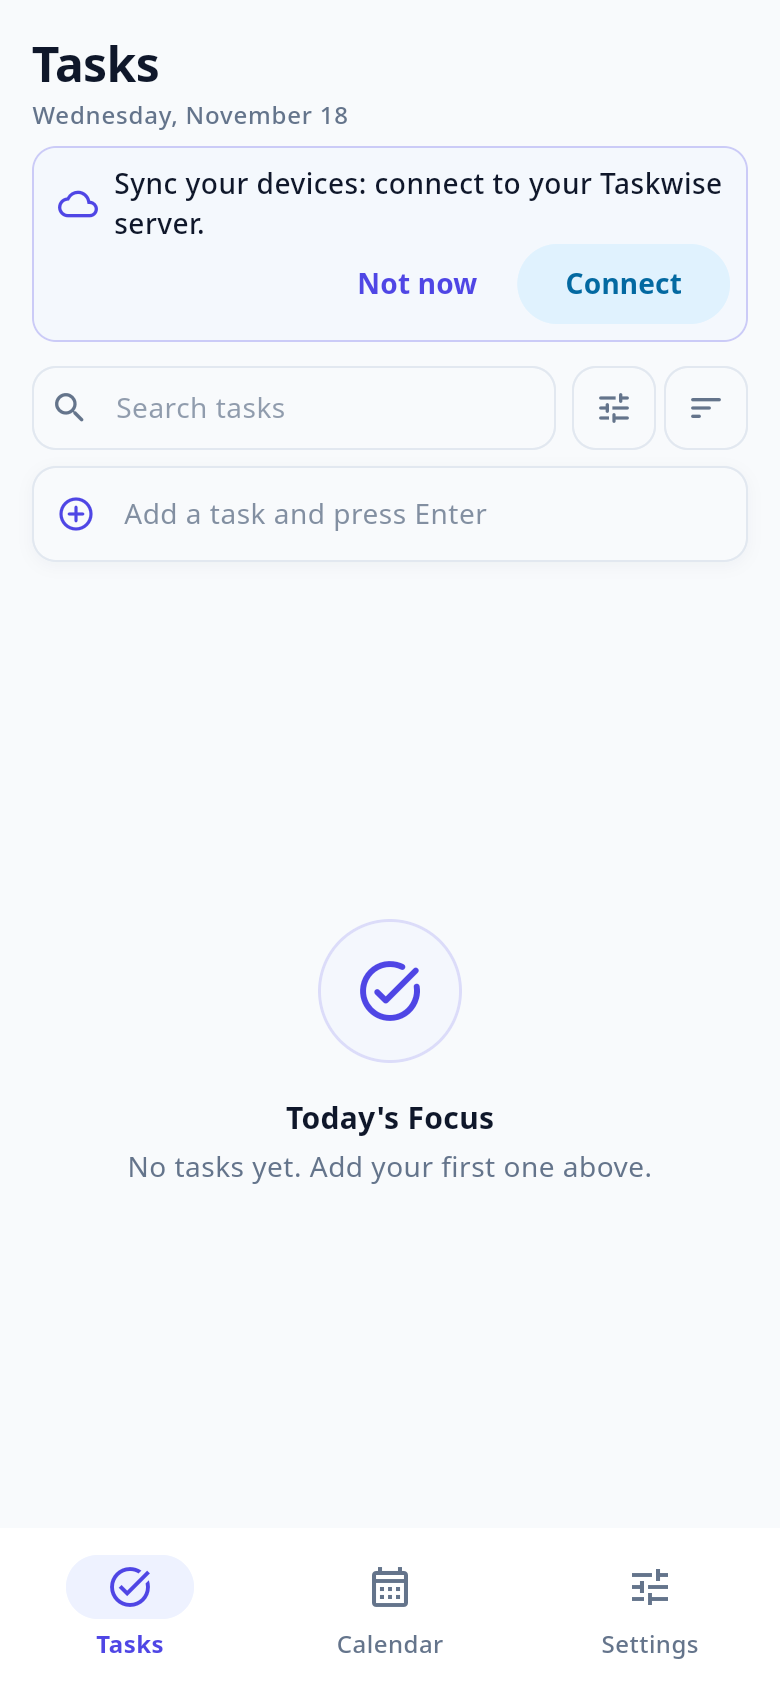 Tasks
Wednesday, November 18
Sync your devices: connect to your Taskwise
server.
Not now
Connect
Search tasks
Add a task and press Enter
Today's Focus
No tasks yet. Add your first one above.
Tasks
Calendar
Settings